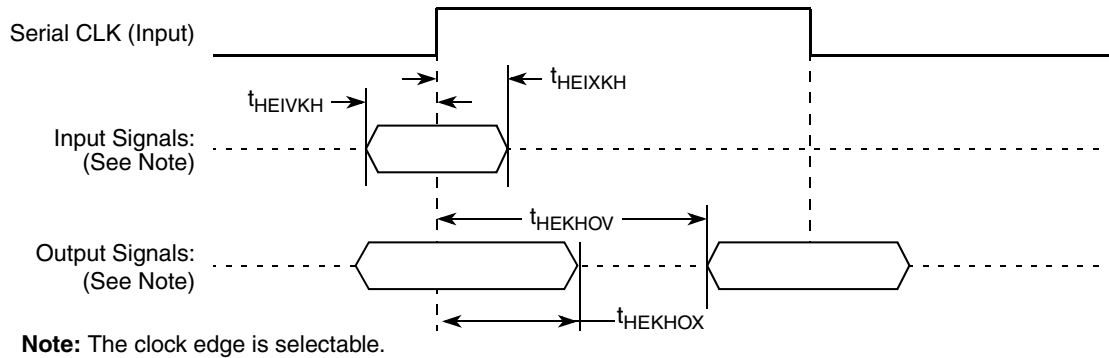 Serial CLK (Input)
tHEIXKH
tHEIVKH
Input Signals:
(See Note)
tHEKHOV
Output Signals:
(See Note)
tHEKHOX
Note: The clock edge is selectable.